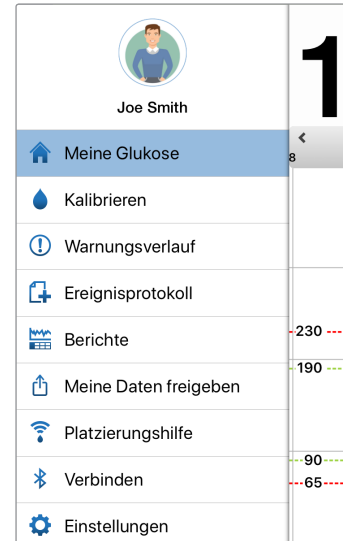 Joe Smith
Meine Glukose
Kalibrieren
Warnungsverlauf
Ereignisprotokoll
Berichte
Meine Daten freigeben
Platzierungshilfe
Verbinden
Einstellungen
1
8
230
190
90
65